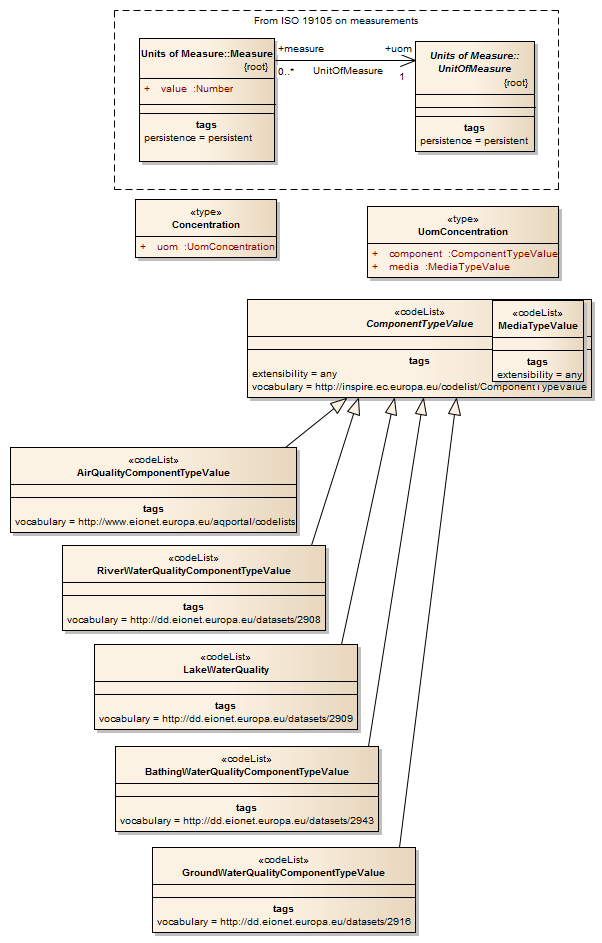 From ISO 19105 on measurements
Units of Measure::Measure
{root}
+ value :Number
tags
persistence = persistent
+measure
+uom
0..*
UnitOfMeasure
1
Units of Measure::
UnitOfMeasure
{root}
tags
persistence = persistent
«type»
Concentration
+ uom :UomConcentration
«type»
UomConcentration
+ component :ComponentTypeValue
+ media :MediaTypeValue
«codeList»
ComponentTypeValue
tags
extensibility = any
vocabulary = http://inspire.ec.europa.eu/codelist/ComponentTypeValue
«codeList»
MediaTypeValue
tags
extensibility = any
«codeList»
AirQualityComponentTypeValue
tags
vocabulary = http://www.eionet.europa.eu/aqportal/codelists
«codeList»
RiverWaterQualityComponentTypeValue
tags
vocabulary = http://dd.eionet.europa.eu/datasets/2908
«codeList»
LakeWaterQuality
tags
vocabulary = http://dd.eionet.europa.eu/datasets/2909
«codeList»
BathingWaterQualityComponentTypeValue
tags
vocabulary = http://dd.eionet.europa.eu/datasets/2943
«codeList»
GroundWaterQualityComponentTypeValue
tags
vocabulary = http://dd.eionet.europa.eu/datasets/2916